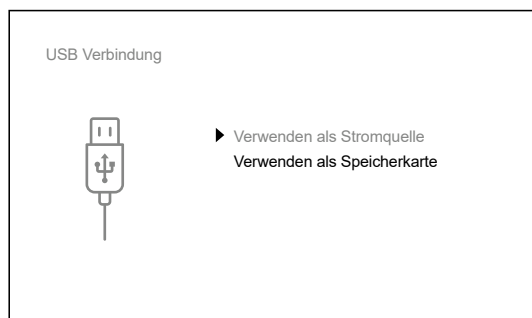 USB Verbindung
Verwenden als Stromquelle
Verwenden als Speicherkarte